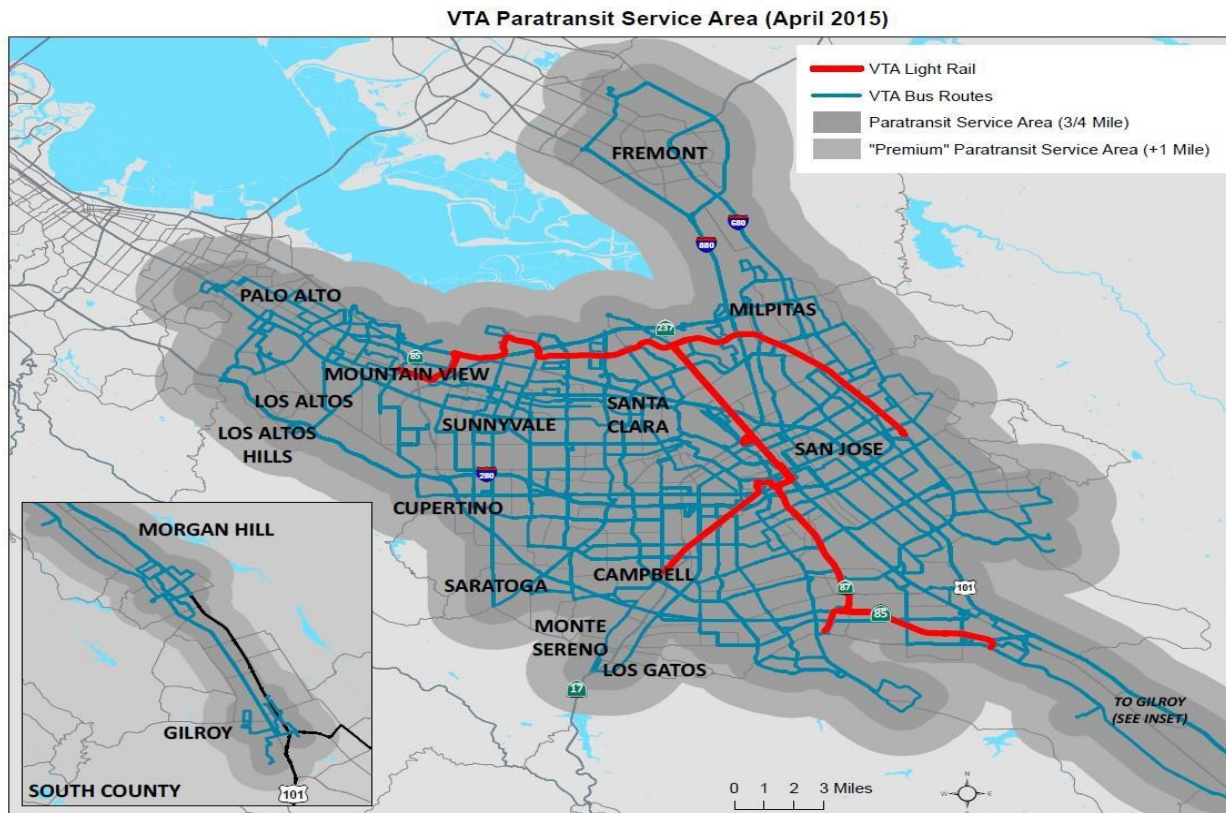 VTA Paratransit Service Area (April 2015)
VTA Light Rail
VTA Bus Routes
Paratransit Service Area (3/4 Mile)
"Premium" Paratransit Service Area (+1 Mile)
FREMONT
680
880
PALO ALTO
MILPITAS
237
85
MOUNTAIN VIEW
LOS ALTOS
SUNNYVALE
SANTA
CLARA
LOS ALTOS
HILLS
SAN JOSE
280
CUPERTINO
MORGAN HILL
SARATOGA
CAMPBELL
87
101
85
MONTE
SERENO
LOS GATOS
17
TO GILROY
(SEE INSET)
GILROY
SOUTH COUNTY
101
0 1 2 3 Miles
N
W
E
S